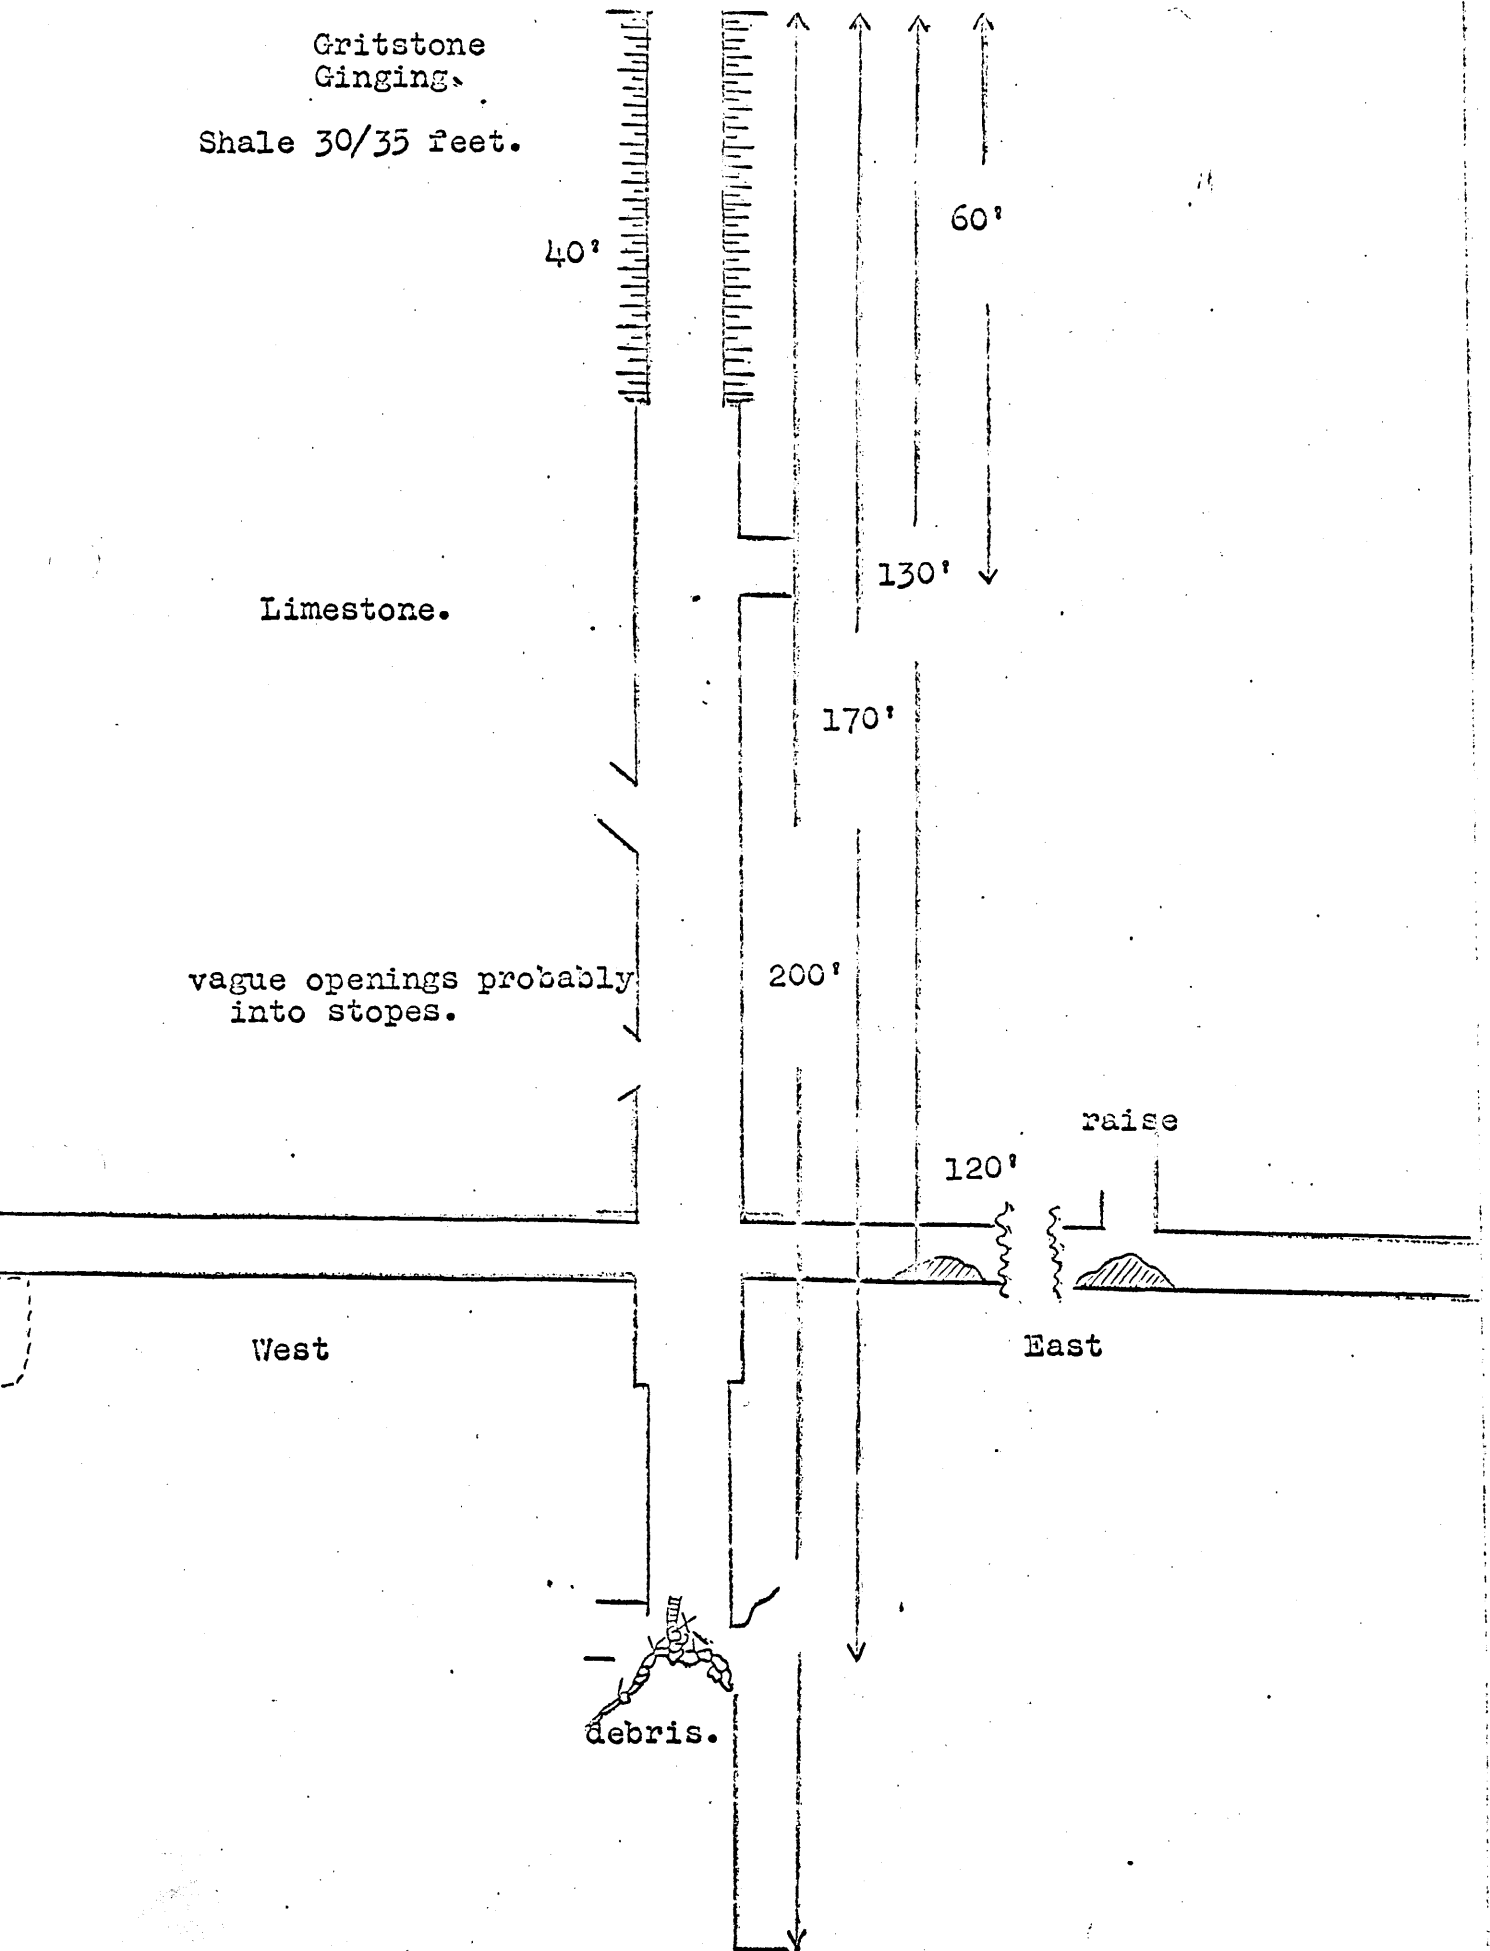 Gritstone
Ginging.
Shale 30/35 feet.
60'
40'
130'
Limestone.
170'
200'
vague openings probably
into stopes.
raise
120'
West
East
debris.